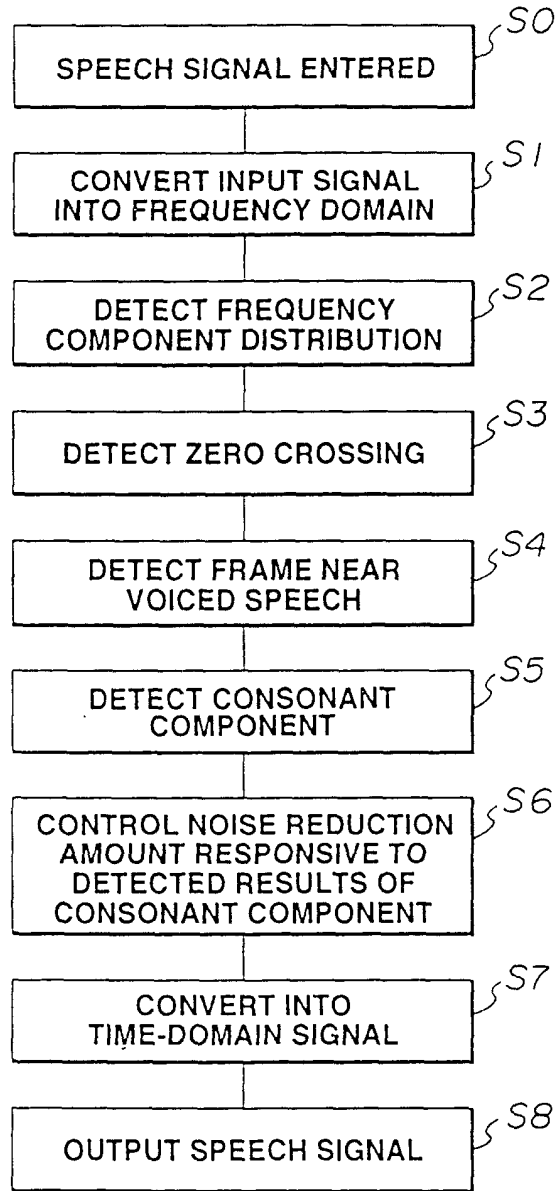 S0
SPEECH SIGNAL ENTERED
S1
CONVERT INPUT SIGNAL
INTO FREQUENCY DOMAIN
S2
DETECT FREQUENCY
COMPONENT DISTRIBUTION
S3
DETECT ZERO CROSSING
S4
DETECT FRAME NEAR
VOICED SPEECH
S5
DETECT CONSONANT
COMPONENT
S6
CONTROL NOISE REDUCTION
AMOUNT RESPONSIVE TO
DETECTED RESULTS OF
CONSONANT COMPONENT
S7
CONVERT INTO
TIME-DOMAIN SIGNAL
S8
OUTPUT SPEECH SIGNAL